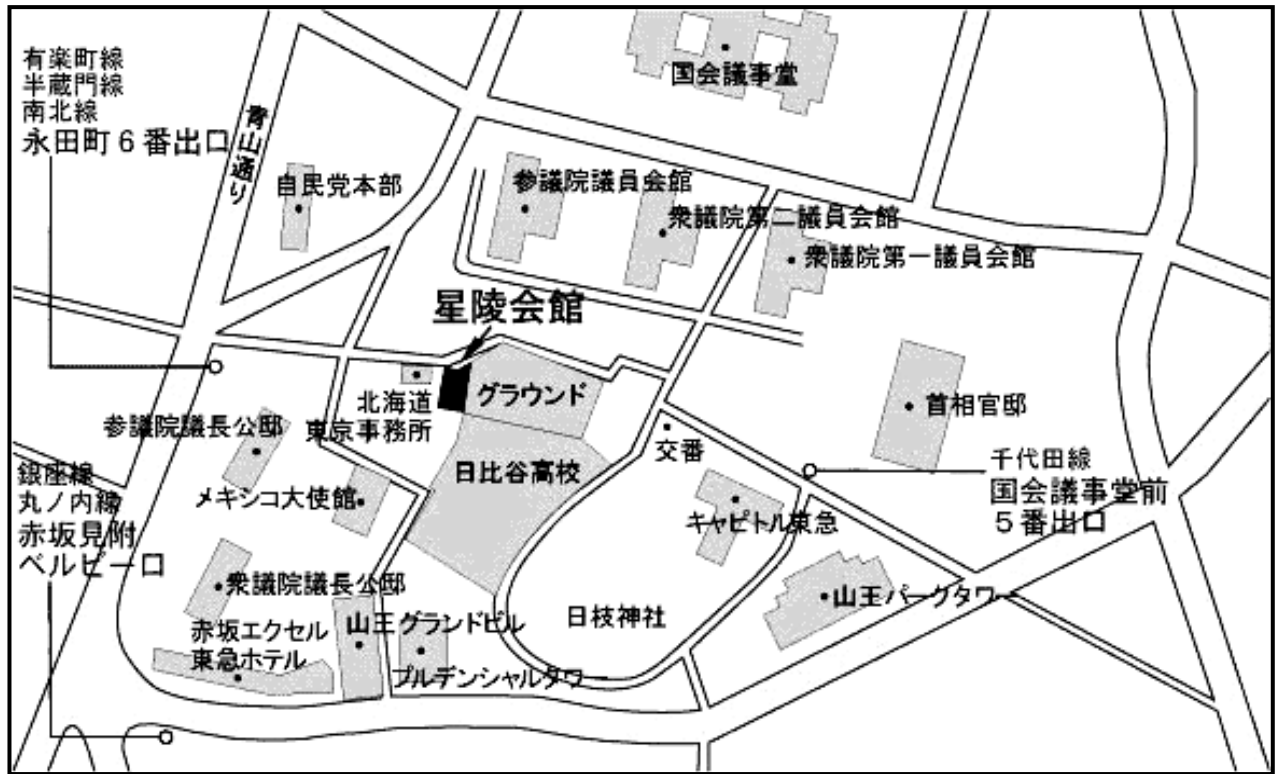 有楽町線
半蔵門線
南北線
永田町6番出口
青山通り
国会議事堂
自民党本部
参議院議員会館
衆議院第二議員会館
衆議院第一議員会館
星陵会館
北海道
東京事務所
グラウンド
首相官邸
参議院議長公邸
交番
日比谷高校
千代田線
国会議事堂前
5番出口
銀座線
丸ノ内線
赤坂見附
ベルビー口
メキシコ大使館
キャピトル東急
衆議院議長公邸
山王パークタワー
日枝神社
赤坂エクセル
東急ホテル
山王グランドビル
プルデンシャルタワー